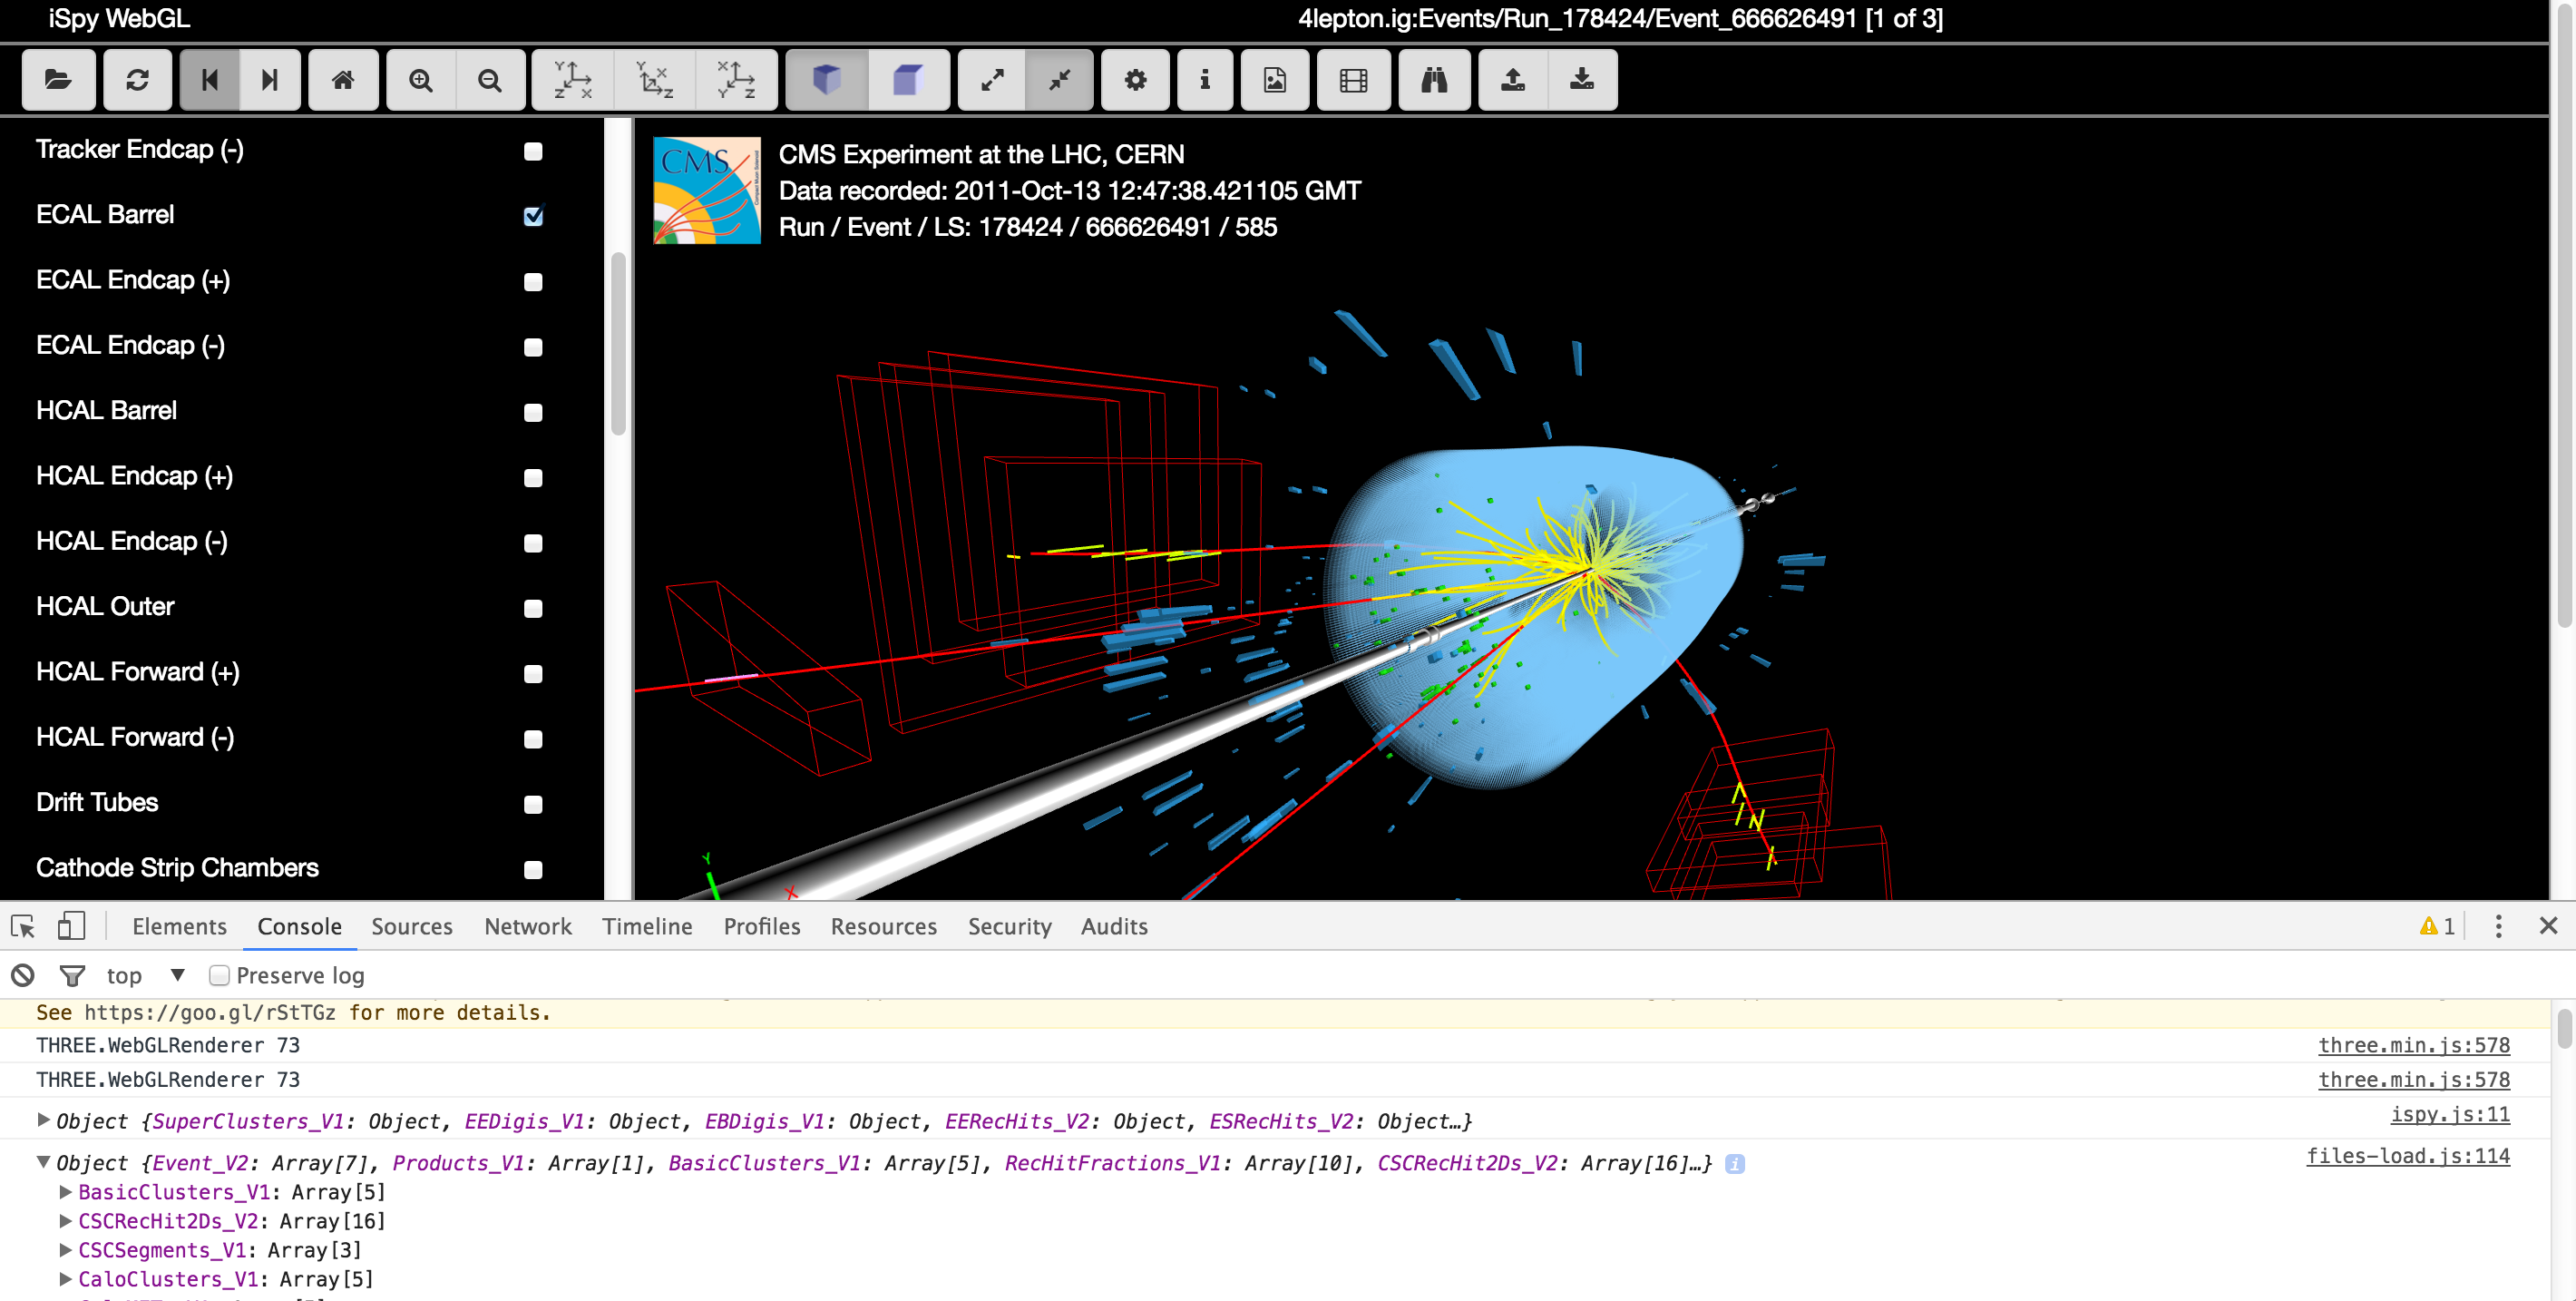 iSpy WebGL
4lepton.ig:Events/Run_178424/Event_666626491 [1 of 3]
Y Z X
Y X Z
X Y Z
Tracker Endcap (-)
ECAL Barrel
ECAL Endcap (+)
ECAL Endcap (-)
HCAL Barrel
HCAL Endcap (+)
HCAL Endcap (-)
HCAL Outer
HCAL Forward (+)
HCAL Forward (-)
Drift Tubes
Cathode Strip Chambers
CMS
CMS Experiment at the LHC, CERN
Data recorded: 2011-Oct-13 12:47:38.421105 GMT
Run / Event / LS: 178424 / 666626491 / 585
Y
X
Elements Console Sources Network Timeline Profiles Resources Security Audits 1
top Preserve log
See https://goo.gl/rStTGz for more details.
THREE.WebGLRenderer 73 three.min.js:578
THREE.WebGLRenderer 73 three.min.js:578
Object {SuperClusters_V1: Object, EEDigis_V1: Object, EBDigis_V1: Object, EERecHits_V2: Object, ESRecHits_V2: Object…} ispy.js:11
Object {Event_V2: Array[7], Products_V1: Array[1], BasicClusters_V1: Array[5], RecHitFractions_V1: Array[10], CSCRecHit2Ds_V2: Array[16]…} files-load.js:114
BasicClusters_V1: Array[5]
CSCRecHit2Ds_V2: Array[16]
CSCSegments_V1: Array[3]
CaloClusters_V1: Array[5]